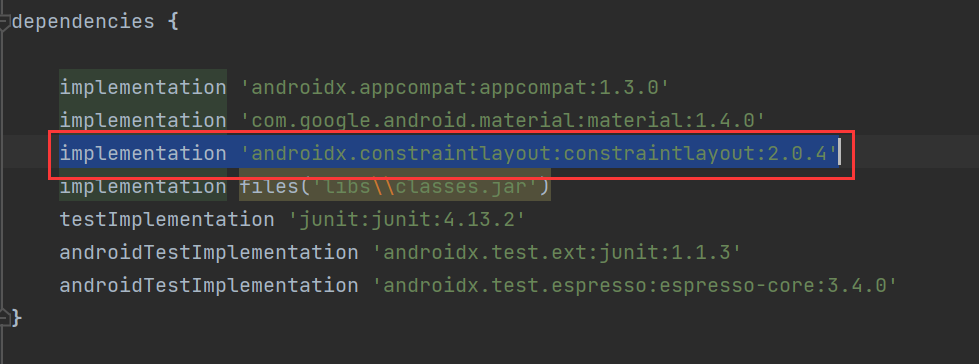 dependencies {
implementation 'androidx.appcompat:appcompat:1.3.0'
implementation 'com.google.android.material:material:1.4.0'
implementation 'androidx.constraintlayout:constraintlayout:2.0.4'
implementation files('libs\\classes.jar')
testImplementation 'junit:junit:4.13.2'
androidTestImplementation 'androidx.test.ext:junit:1.1.3'
androidTestImplementation 'androidx.test.espresso:espresso-core:3.4.0'
}